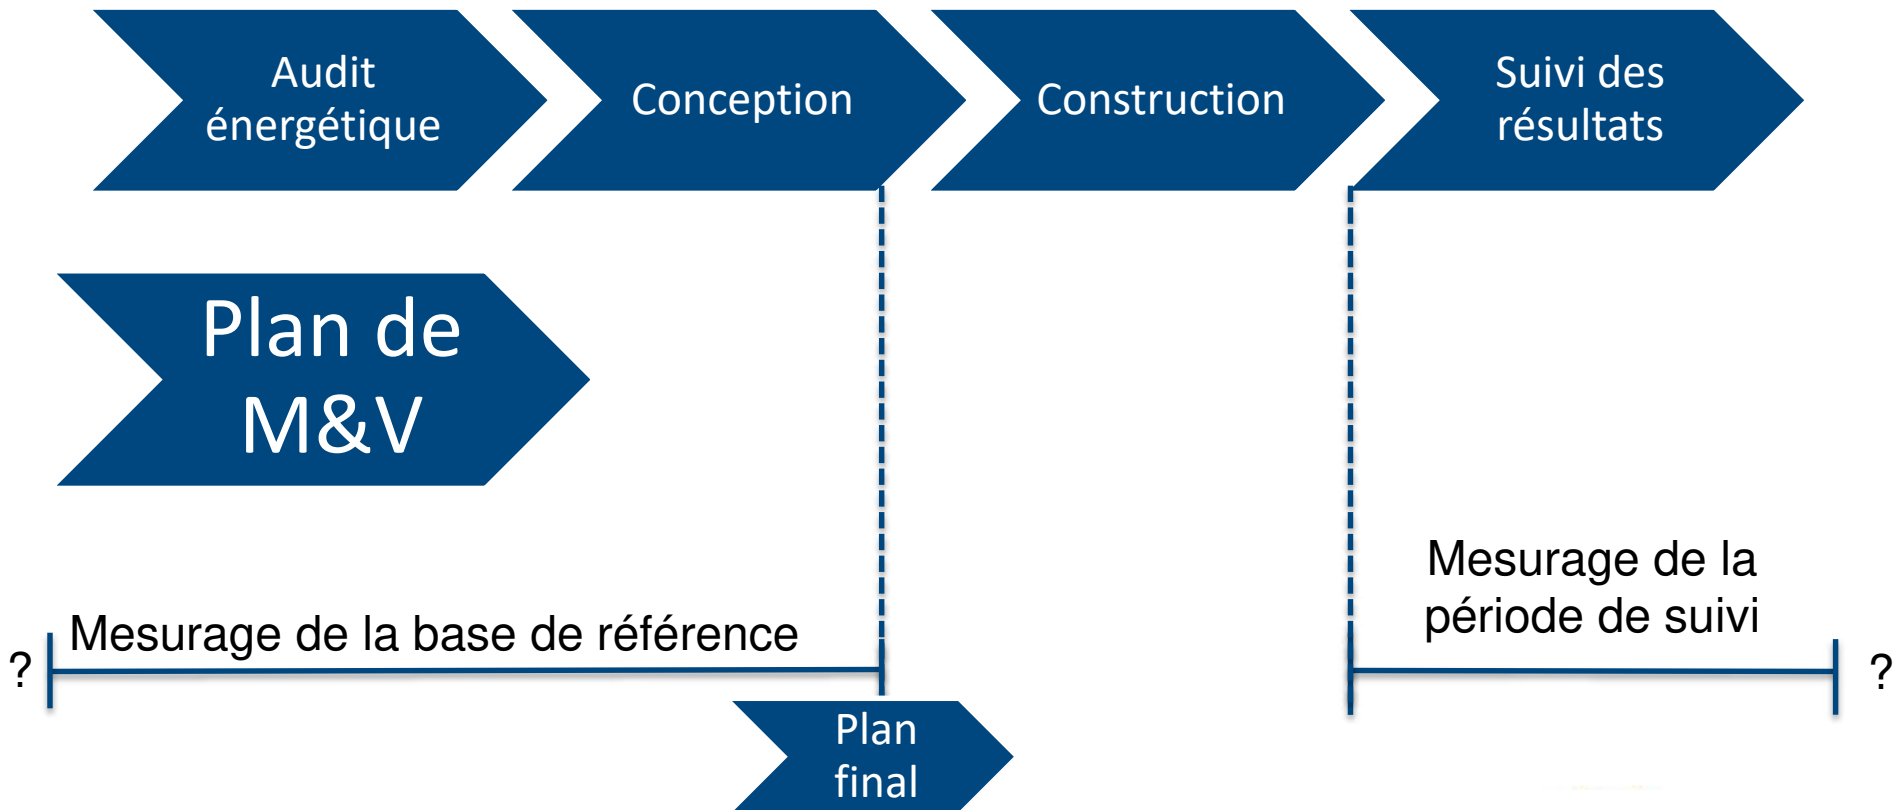 Audit
énergétique
Conception
Construction
Suivi des
résultats
Plan de
M&V
Mesurage de la
période de suivi
Mesurage de la base de référence
?
?
Plan
final